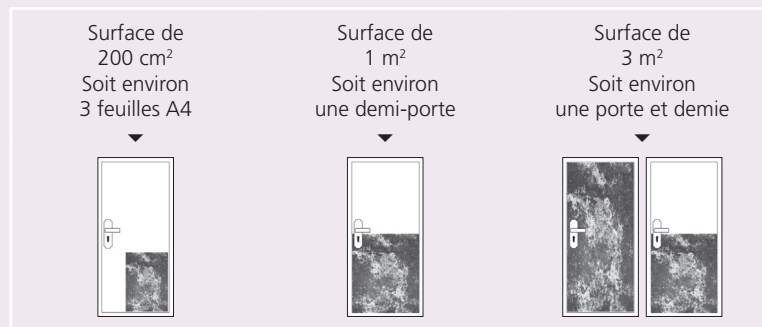 Surface de
200 cm²
Soit environ
3 feuilles A4
Surface de
1 m²
Soit environ
une demi-porte
Surface de
3 m²
Soit environ
une porte et demie